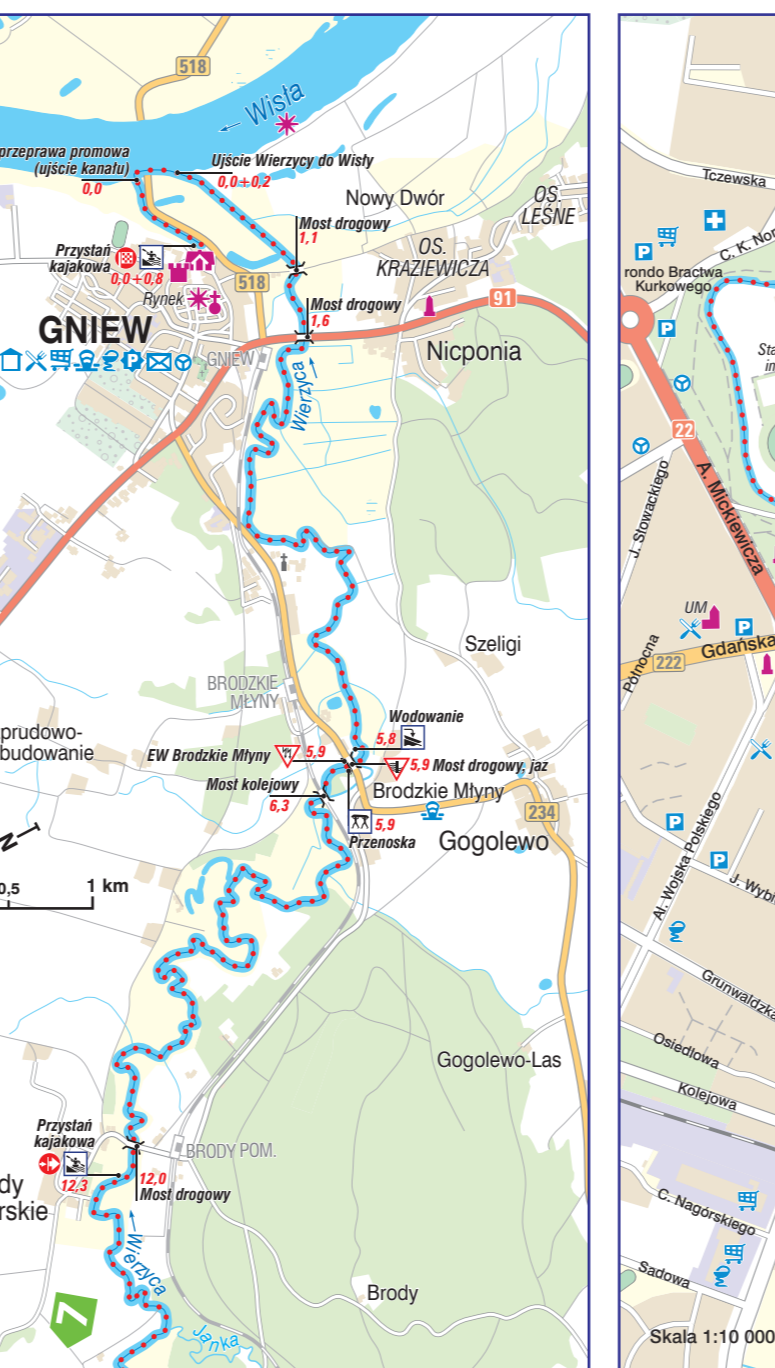 518
Wisła
przeprawa promowa
(ujście kanału)
0,0
Ujście Wierzycy do Wisły
0,0+0,2
Nowy Dwór
OS.
LEŚNE
Most drogowy
1,1
OS.
KRAZIEWICZA
Przystań
kajakowa
0,0+0,8
Rynek
518
Most drogowy
1,6
91
GNIEW
GNIEW
Nicponia
Wierzyca
Szeligi
BRODZKIE
MŁYNY
prudowo-
budowanie
Wodowanie
5,8
EW Brodzkie Młyny
5,9
5,9 Most drogowy, jaz
Most kolejowy
6,3
Brodzkie Młyny
5,9
Przenoska
234
Gogolewo
N
0,5
1 km
Gogolewo-Las
Przystań
kajakowa
12,3
BRODY POM.
12,0
Most drogowy
dy
rskie
Wierzyca
7
Brody
Janka
Tczewska
P
C. K. Nor
rondo Bractwa
Kurkowego
P
Sta
in
22
J. Słowackiego
A. Mickiewicza
UM
P
Gdańska
222
Północna
P
Al. Wojska Polskiego
P
J. Wybi
Grunwaldzka
Osiedlowa
Kolejowa
C. Nagórskiego
Sadowa
Skala 1:10 000